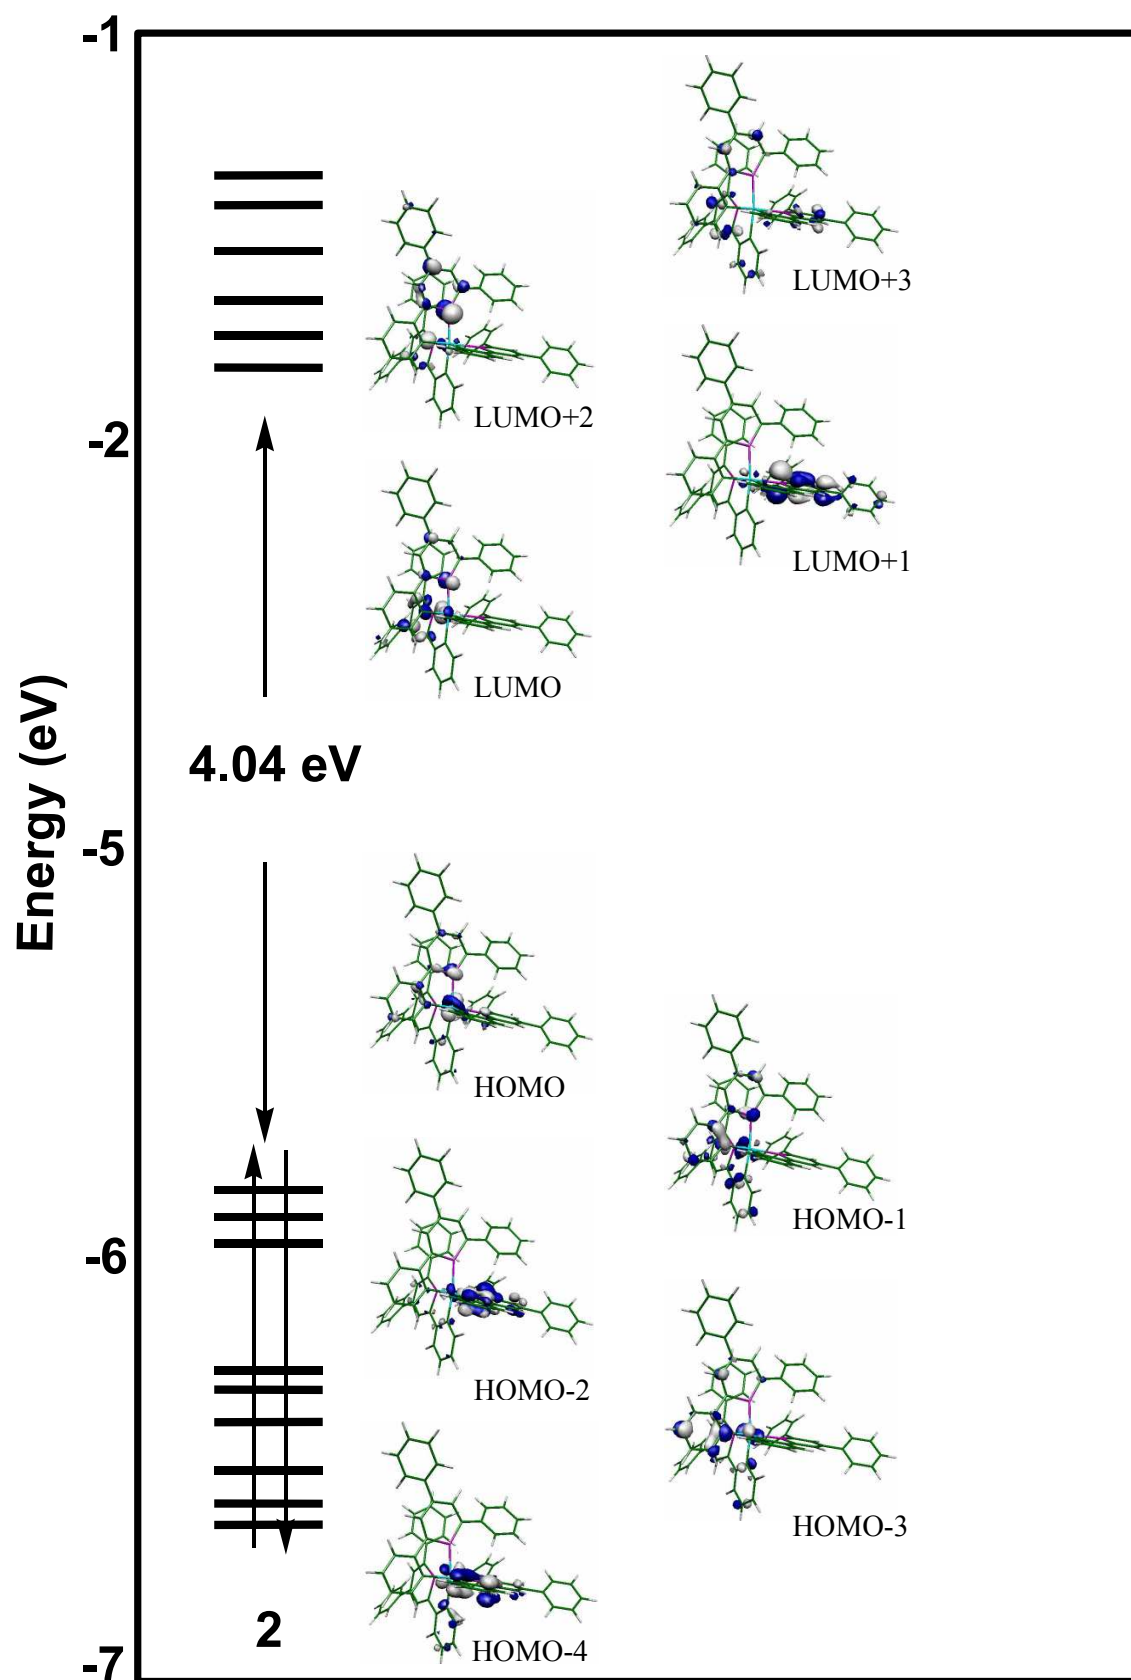 -1
LUMO+3
LUMO+2
-2
LUMO+1
LUMO
Energy (eV)
4.04 eV
-5
HOMO
HOMO-1
-6
HOMO-2
HOMO-3
2
HOMO-4
-7